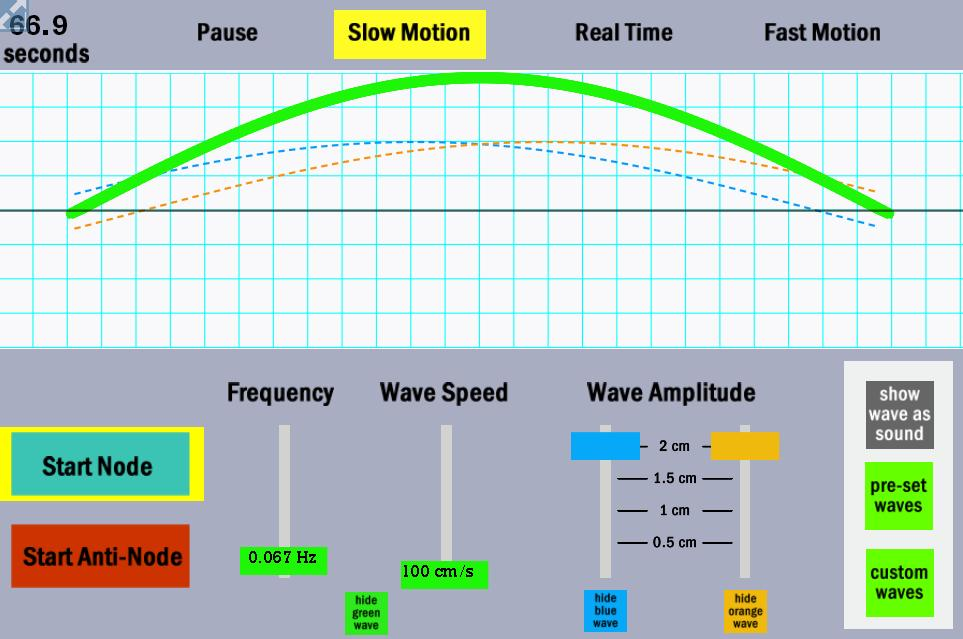 66.9
seconds
Pause
Slow Motion
Real Time
Fast Motion
Frequency
Wave Speed
Wave Amplitude
show
wave as
sound
2 cm
Start Node
1.5 cm
pre-set
waves
1 cm
0.5 cm
Start Anti-Node
0.067 Hz
100 cm/s
custom
waves
hide
green
wave
hide
blue
wave
hide
orange
wave